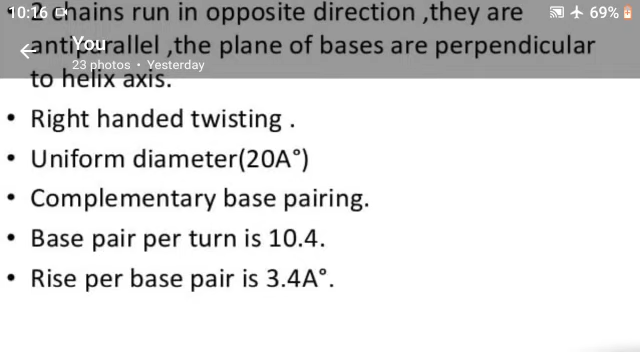 10:16
69%
• 2 chains run in opposite direction ,they are
You
antiparallel ,the plane of bases are perpendicular
23 photos • Yesterday
to helix axis.
• Right handed twisting .
• Uniform diameter(20A°)
• Complementary base pairing.
• Base pair per turn is 10.4.
• Rise per base pair is 3.4A°.